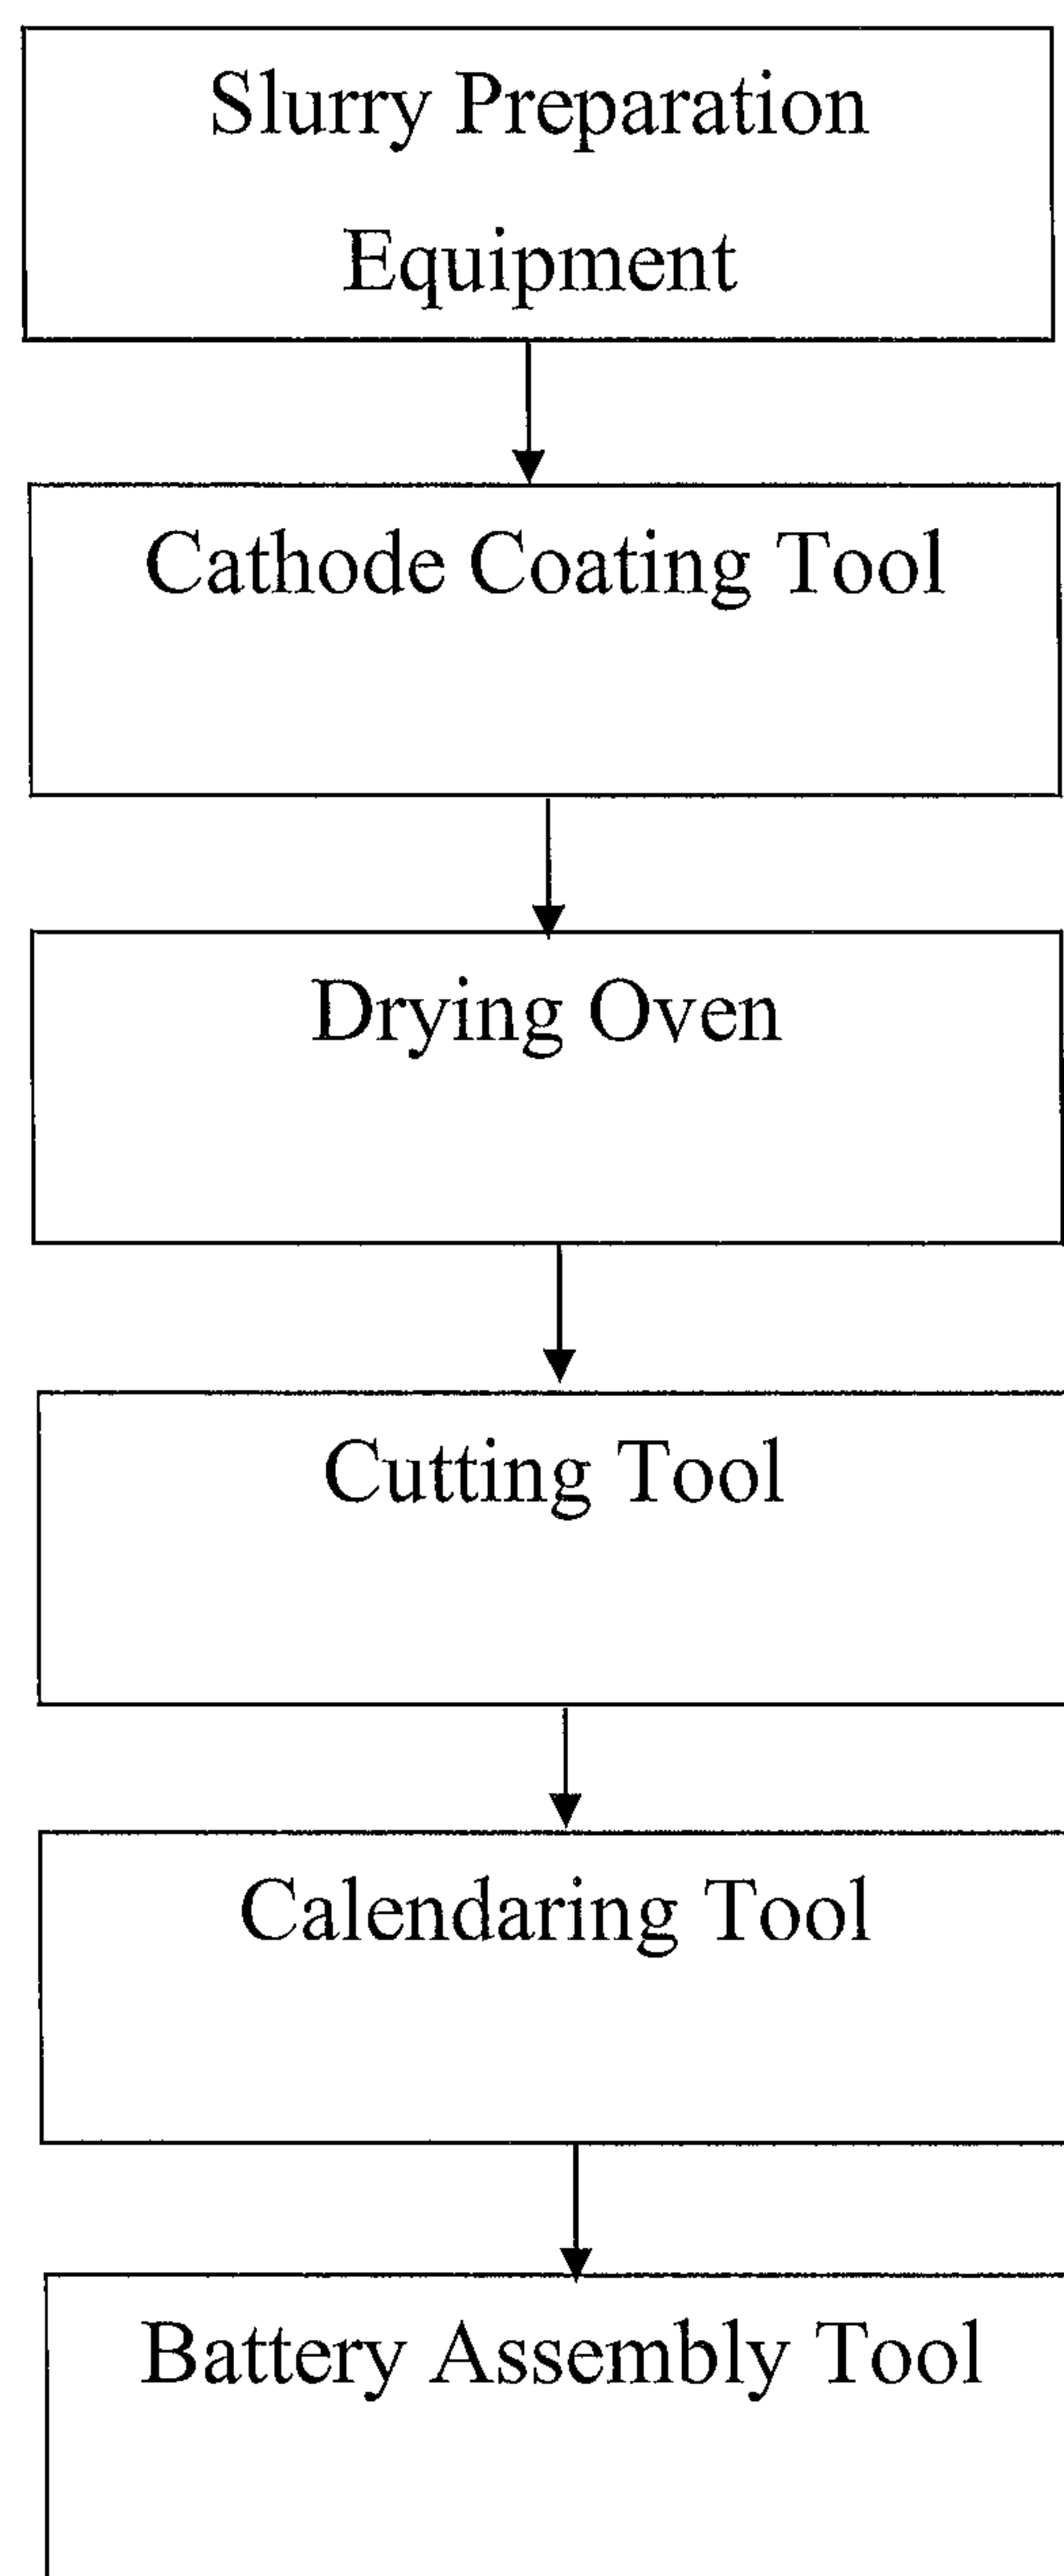 Slurry Preparation
Equipment
Cathode Coating Tool
Drying Oven
Cutting Tool
Calendaring Tool
Battery Assembly Tool